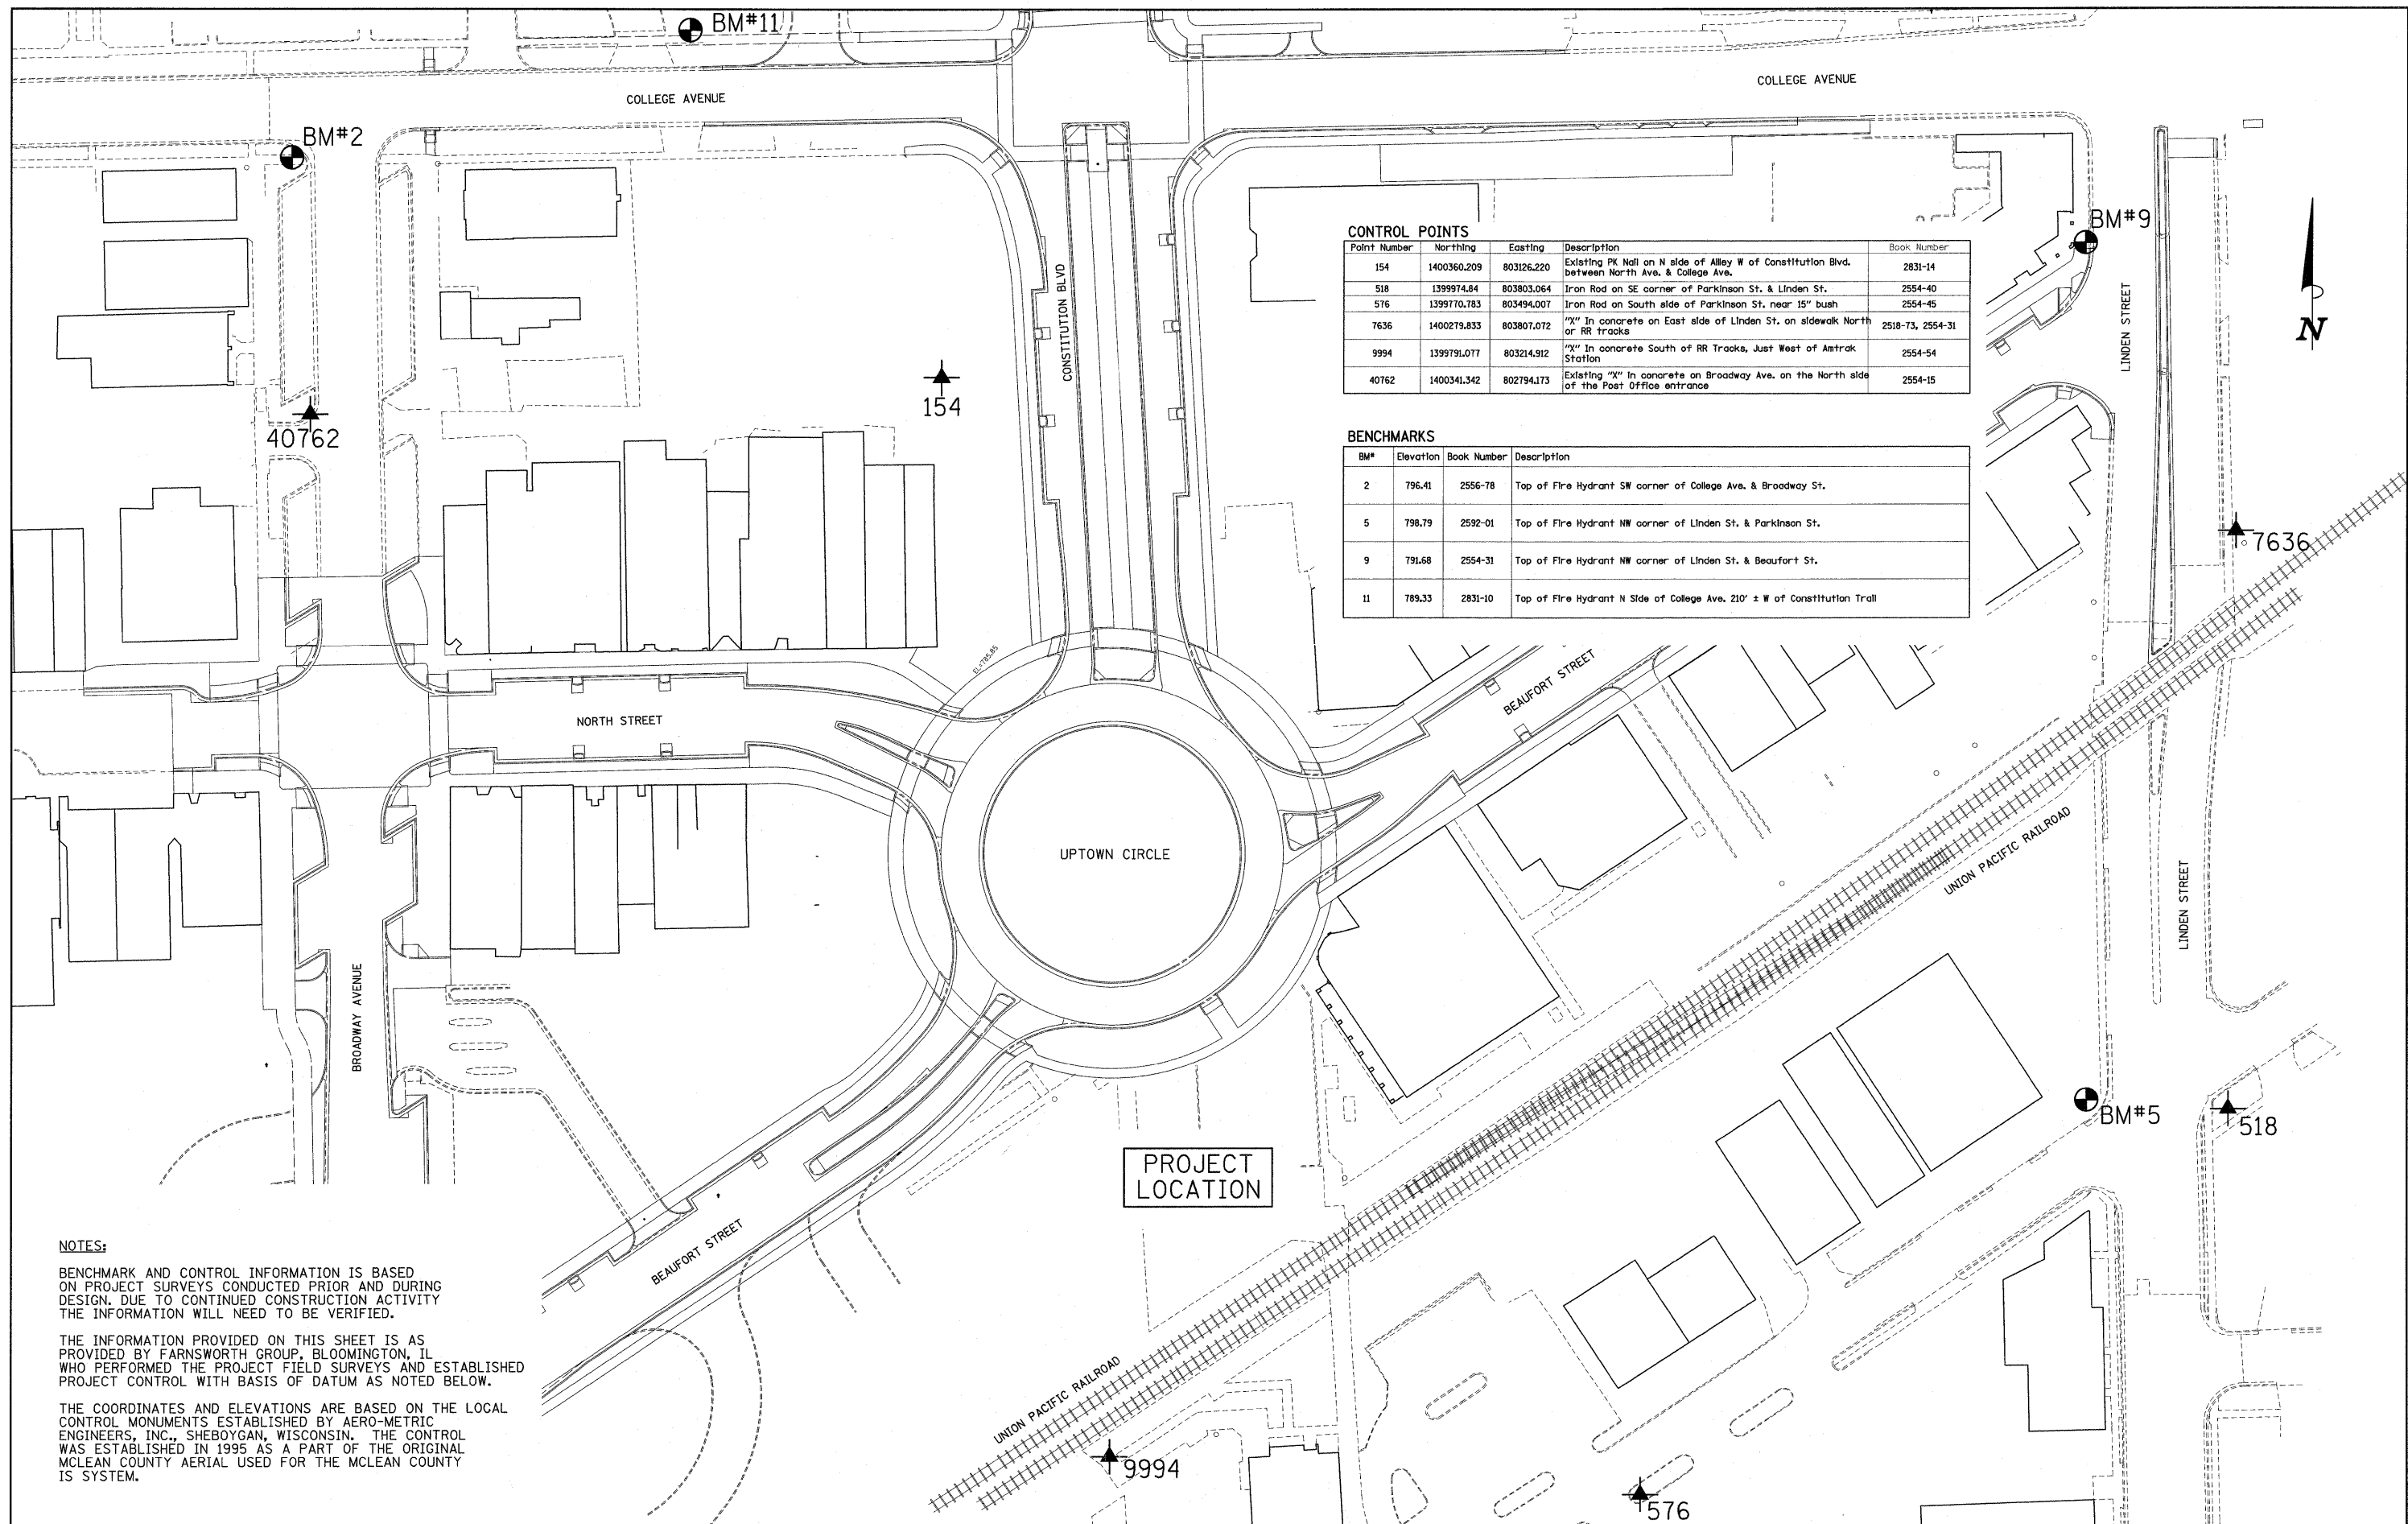 BM#11
COLLEGE AVENUE
COLLEGE AVENUE
BM#2
BM#9
CONTROL POINTS
Point Number Northing Easting Description Book Number
154 1400360.209 803126.220 Existing PK Nail on N side of Alley W of Constitution Blvd. between North Ave. & College Ave. 2831-14
518 1399974.84 803803.064 Iron Rod on SE corner of Parkinson St. & Linden St. 2554-40
576 1399770.783 803494.007 Iron Rod on South side of Parkinson St. near 15" bush 2554-45
7636 1400279.833 803807.072 "X" in concrete on East side of Linden St. on sidewalk North or RR tracks 2518-73, 2554-31
9994 1399791.077 803214.912 "X" in concrete South of RR Tracks, Just West of Amtrak Station 2554-54
40762 1400341.342 802794.173 Existing "X" in concrete on Broadway Ave. on the North side of the Post Office entrance 2554-15
CONSTITUTION BLVD
LINDEN STREET
N
154
40762
BENCHMARKS
BM# Elevation Book Number Description
2 796.41 2556-78 Top of Fire Hydrant SW corner of College Ave. & Broadway St.
5 798.79 2592-01 Top of Fire Hydrant NW corner of Linden St. & Parkinson St.
9 791.68 2554-31 Top of Fire Hydrant NW corner of Linden St. & Beaufort St.
11 789.33 2831-10 Top of Fire Hydrant N Side of College Ave. 210' ± W of Constitution Trail
7636
EL=785.85
NORTH STREET
BEAUFORT STREET
UPTOWN CIRCLE
UNION PACIFIC RAILROAD
LINDEN STREET
BROADWAY AVENUE
BM#5
518
PROJECT
LOCATION
BEAUFORT STREET
UNION PACIFIC RAILROAD
9994
576
NOTES:
BENCHMARK AND CONTROL INFORMATION IS BASED
ON PROJECT SURVEYS CONDUCTED PRIOR AND DURING
DESIGN. DUE TO CONTINUED CONSTRUCTION ACTIVITY
THE INFORMATION WILL NEED TO BE VERIFIED.
THE INFORMATION PROVIDED ON THIS SHEET IS AS
PROVIDED BY FARNSWORTH GROUP, BLOOMINGTON, IL
WHO PERFORMED THE PROJECT FIELD SURVEYS AND ESTABLISHED
PROJECT CONTROL WITH BASIS OF DATUM AS NOTED BELOW.
THE COORDINATES AND ELEVATIONS ARE BASED ON THE LOCAL
CONTROL MONUMENTS ESTABLISHED BY AERO-METRIC
ENGINEERS, INC., SHEBOYGAN, WISCONSIN. THE CONTROL
WAS ESTABLISHED IN 1995 AS A PART OF THE ORIGINAL
MCLEAN COUNTY AERIAL USED FOR THE MCLEAN COUNTY
IS SYSTEM.